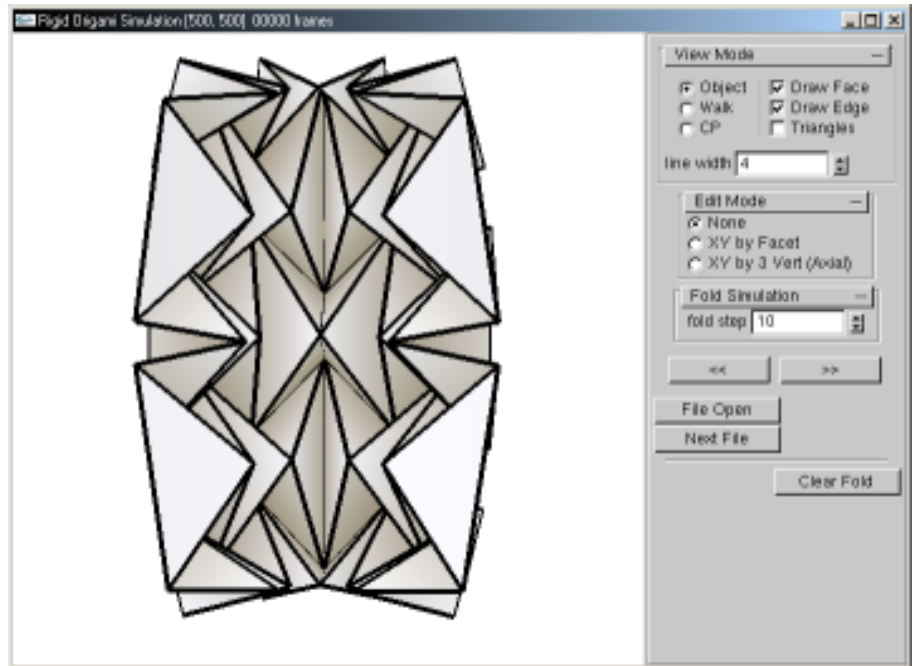 Rigid Origami Simulation [500, 500] 00000 frames
View Mode
Object Draw Face
Walk Draw Edge
CP Triangles
line width 4
Edit Mode
None
XY by Facet
XY by 3 Vert (Axial)
Fold Simulation
fold step 10
<< >>
File Open
Next File
Clear Fold